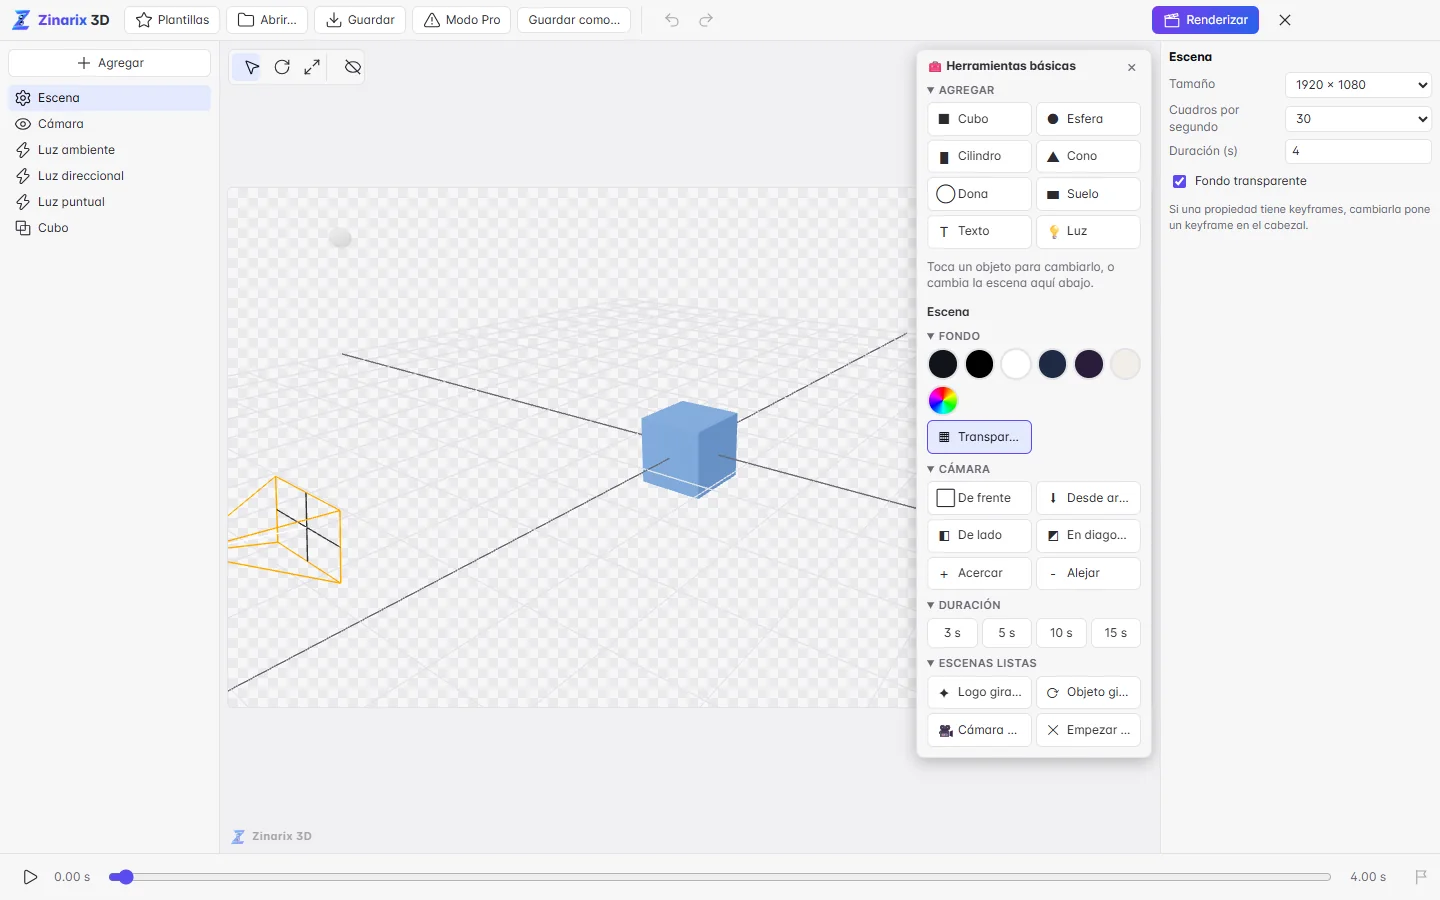 Zinarix 3D
Plantillas
Abrir...
Guardar
Modo Pro
Guardar como...
Renderizar
Agregar
Escena
Cámara
Luz ambiente
Luz direccional
Luz puntual
Cubo
Herramientas básicas
AGREGAR
Cubo
Esfera
Cilindro
Cono
Dona
Suelo
T Texto
Luz
Toca un objeto para cambiarlo, o
cambia la escena aquí abajo.
Escena
FONDO
Transpar...
CÁMARA
De frente
Desde ar...
De lado
En diago...
+ Acercar
- Alejar
DURACIÓN
3 s
5 s
10 s
15 s
ESCENAS LISTAS
Logo gira...
Objeto gi...
Cámara ...
Empezar ...
Escena
Tamaño
1920 × 1080
Cuadros por
segundo
30
Duración (s)
4
Fondo transparente
Si una propiedad tiene keyframes, cambiarla pone
un keyframe en el cabezal.
Zinarix 3D
0.00 s
4.00 s